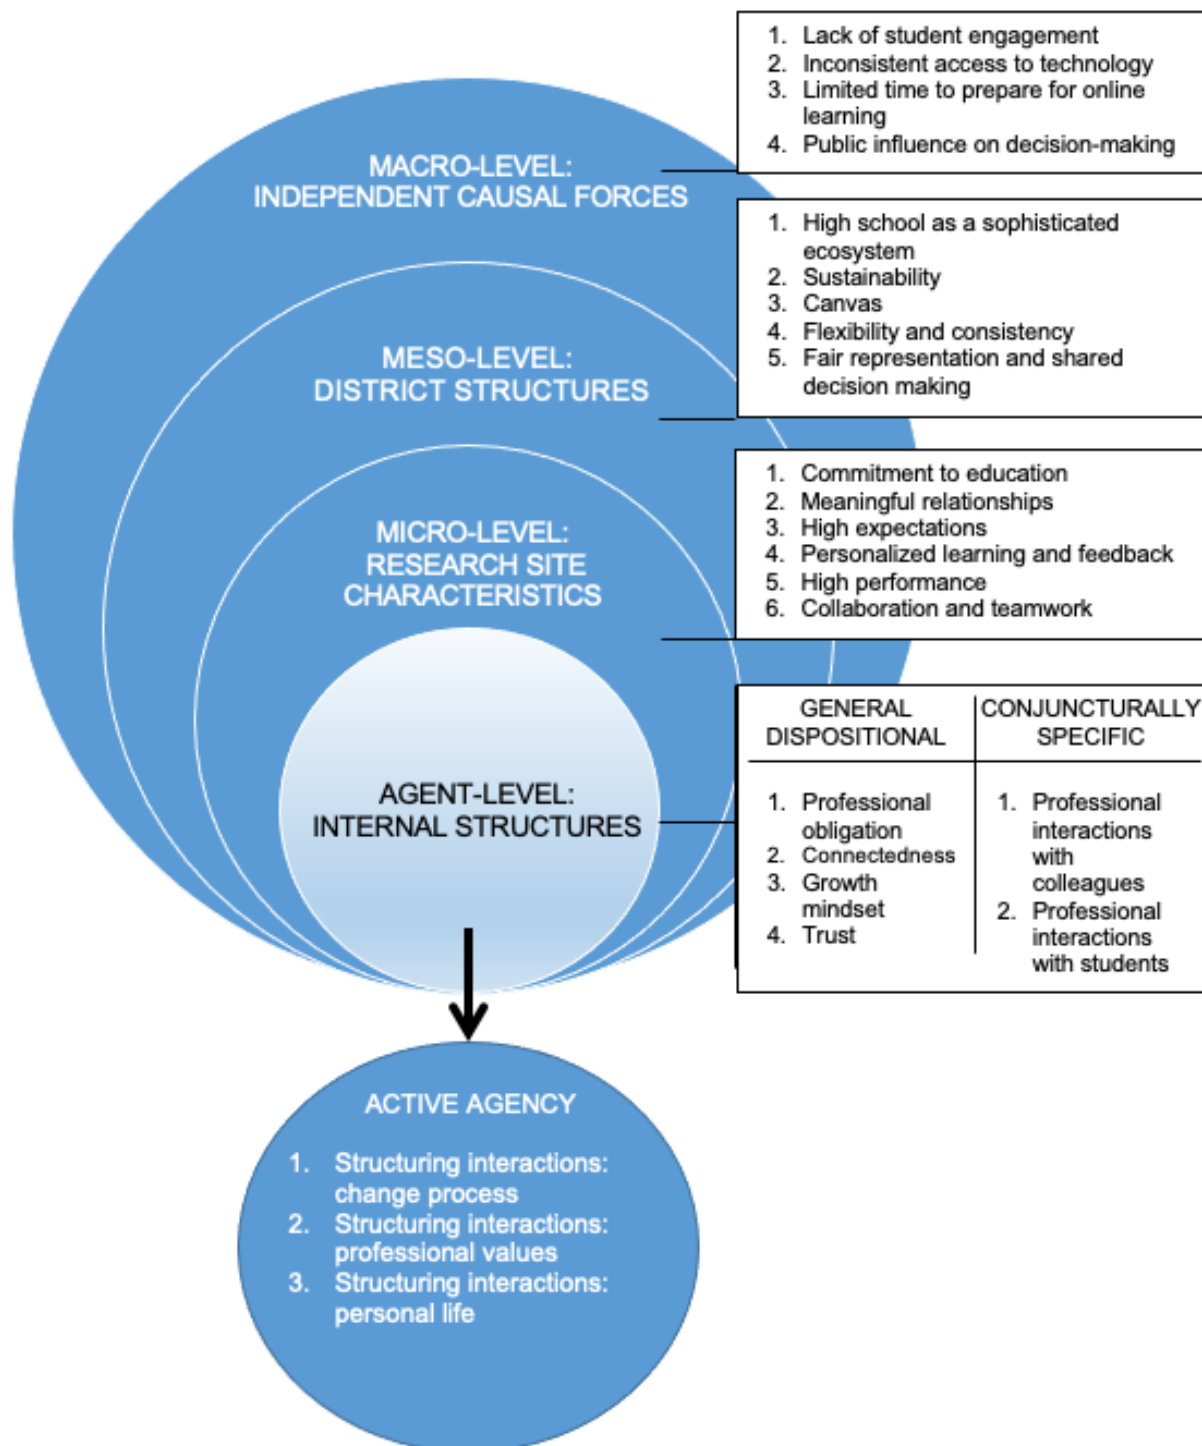 MACRO-LEVEL:
INDEPENDENT CAUSAL FORCES
1. Lack of student engagement
2. Inconsistent access to technology
3. Limited time to prepare for online
learning
4. Public influence on decision-making
MESO-LEVEL:
DISTRICT STRUCTURES
1. High school as a sophisticated
ecosystem
2. Sustainability
3. Canvas
4. Flexibility and consistency
5. Fair representation and shared
decision making
MICRO-LEVEL:
RESEARCH SITE
CHARACTERISTICS
1. Commitment to education
2. Meaningful relationships
3. High expectations
4. Personalized learning and feedback
5. High performance
6. Collaboration and teamwork
AGENT-LEVEL:
INTERNAL STRUCTURES
GENERAL
DISPOSITIONAL
1. Professional
obligation
2. Connectedness
3. Growth
mindset
4. Trust
CONJUNCTURALLY
SPECIFIC
1. Professional
interactions
with
colleagues
2. Professional
interactions
with students
ACTIVE AGENCY
1. Structuring interactions:
change process
2. Structuring interactions:
professional values
3. Structuring interactions:
personal life